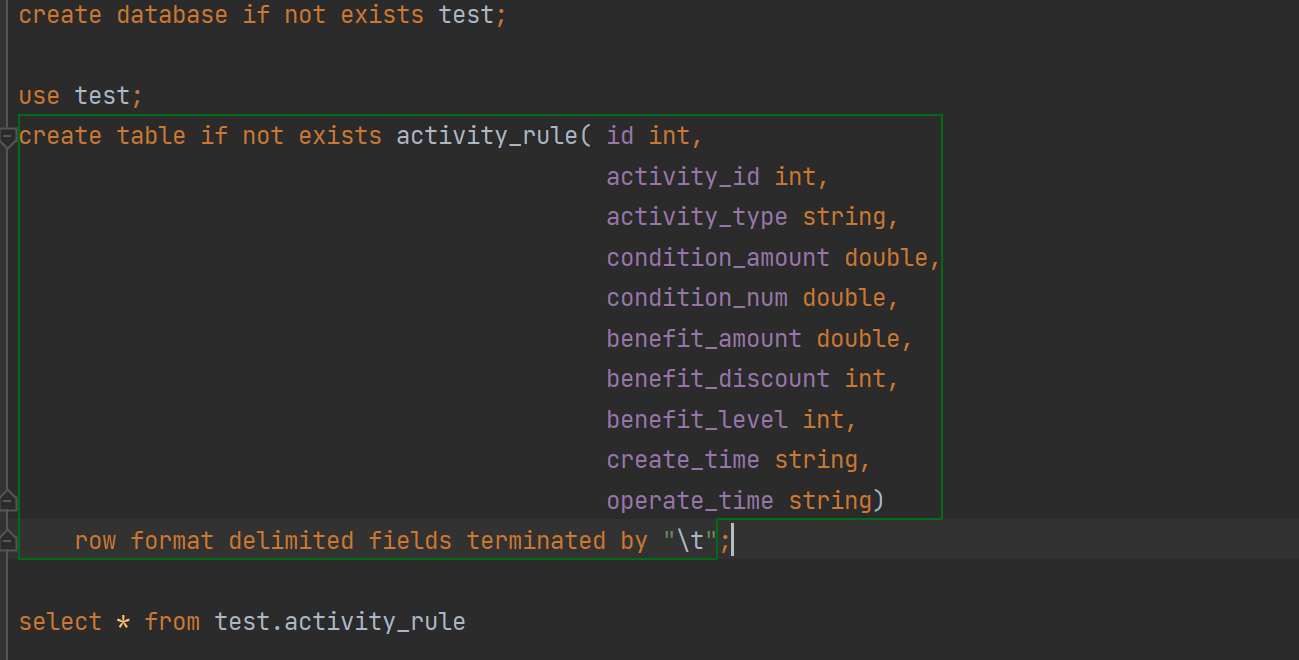 create database if not exists test;
use test;
create table if not exists activity_rule( id int,
activity_id int,
activity_type string,
condition_amount double,
condition_num double,
benefit_amount double,
benefit_discount int,
benefit_level int,
create_time string,
operate_time string)
row format delimited fields terminated by "\t";
select * from test.activity_rule